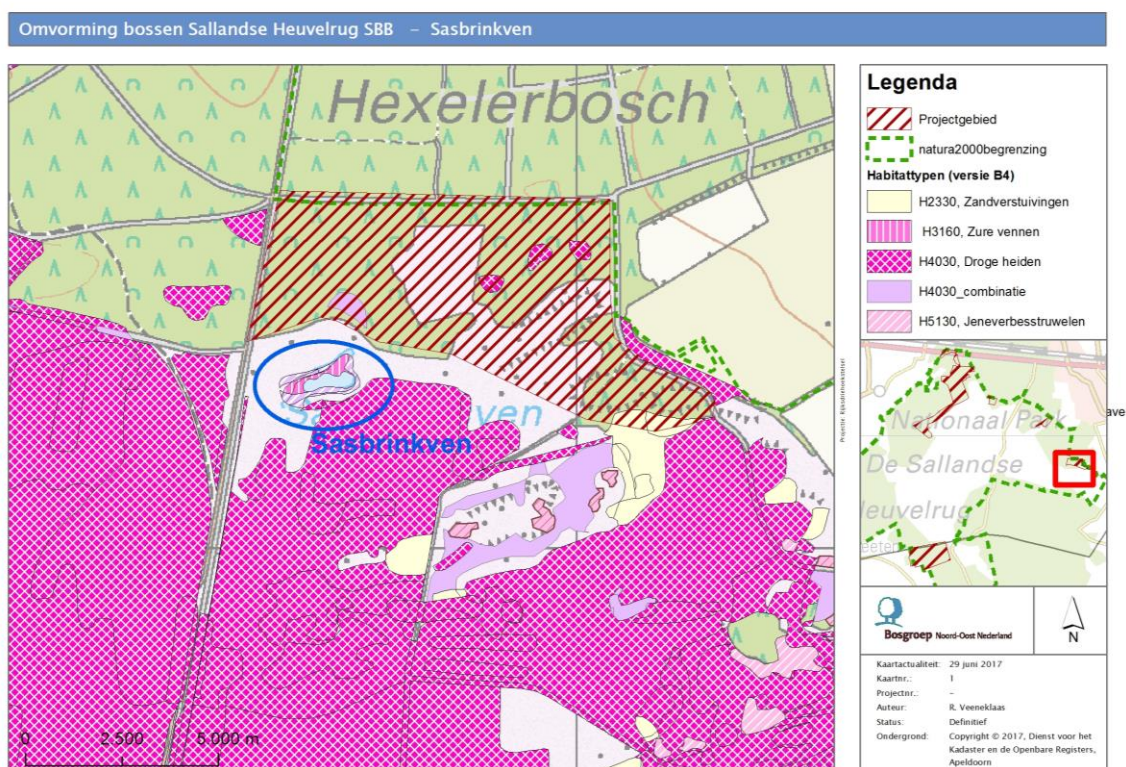 Omvorming bossen Sallandse Heuvelrug SBB – Sasbrinkven
Hexelerbosch
ven
Sasbrinkven
0 2.500 5.000 m
Legenda
Projectgebied
natura2000begrenzing
Habitattypen (versie B4)
H2330, Zandverstuivingen
H3160, Zure vennen
H4030, Droge heiden
H4030_combinatie
H5130, Jeneverbesstruwelen
Projectie: Rijksdriehoekstelsel
Nationaal Park
ave
De Sallandse
Heuvelrug
Bosgroep Noord-Oost Nederland
N
Kaartactualiteit: 29 juni 2017
Kaartnr.: 1
Projectnr.: -
Auteur: R. Veeneklaas
Status: Definitief
Ondergrond: Copyright © 2017, Dienst voor het
Kadaster en de Openbare Registers,
Apeldoorn